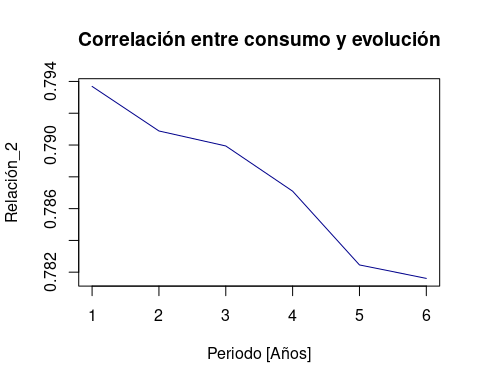 Correlación entre consumo y evolución
0.794
0.790
0.786
0.782
Relación_2
1 2 3 4 5 6
Periodo [Años]